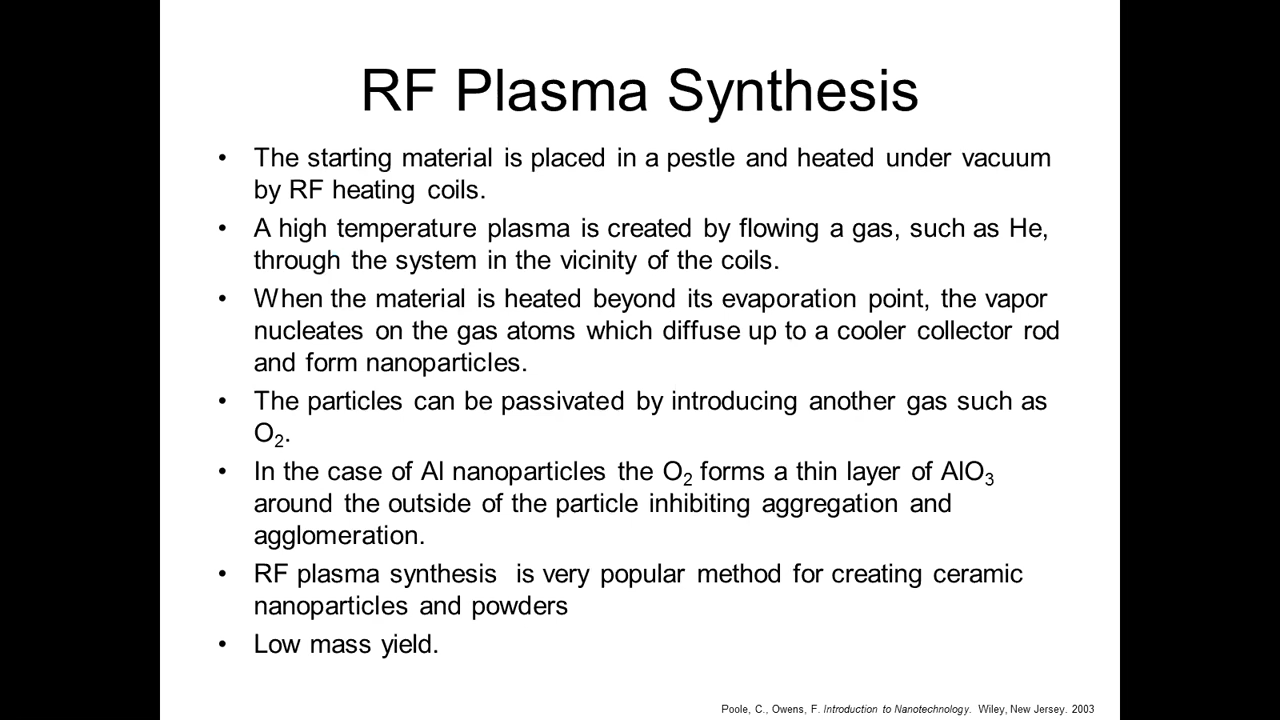 RF Plasma Synthesis
• The starting material is placed in a pestle and heated under vacuum
by RF heating coils.
• A high temperature plasma is created by flowing a gas, such as He,
through the system in the vicinity of the coils.
• When the material is heated beyond its evaporation point, the vapor
nucleates on the gas atoms which diffuse up to a cooler collector rod
and form nanoparticles.
• The particles can be passivated by introducing another gas such as
O₂.
• In the case of Al nanoparticles the O₂ forms a thin layer of AlO₃
around the outside of the particle inhibiting aggregation and
agglomeration.
• RF plasma synthesis  is very popular method for creating ceramic
nanoparticles and powders
• Low mass yield.
Poole, C., Owens, F. Introduction to Nanotechnology.  Wiley, New Jersey. 2003